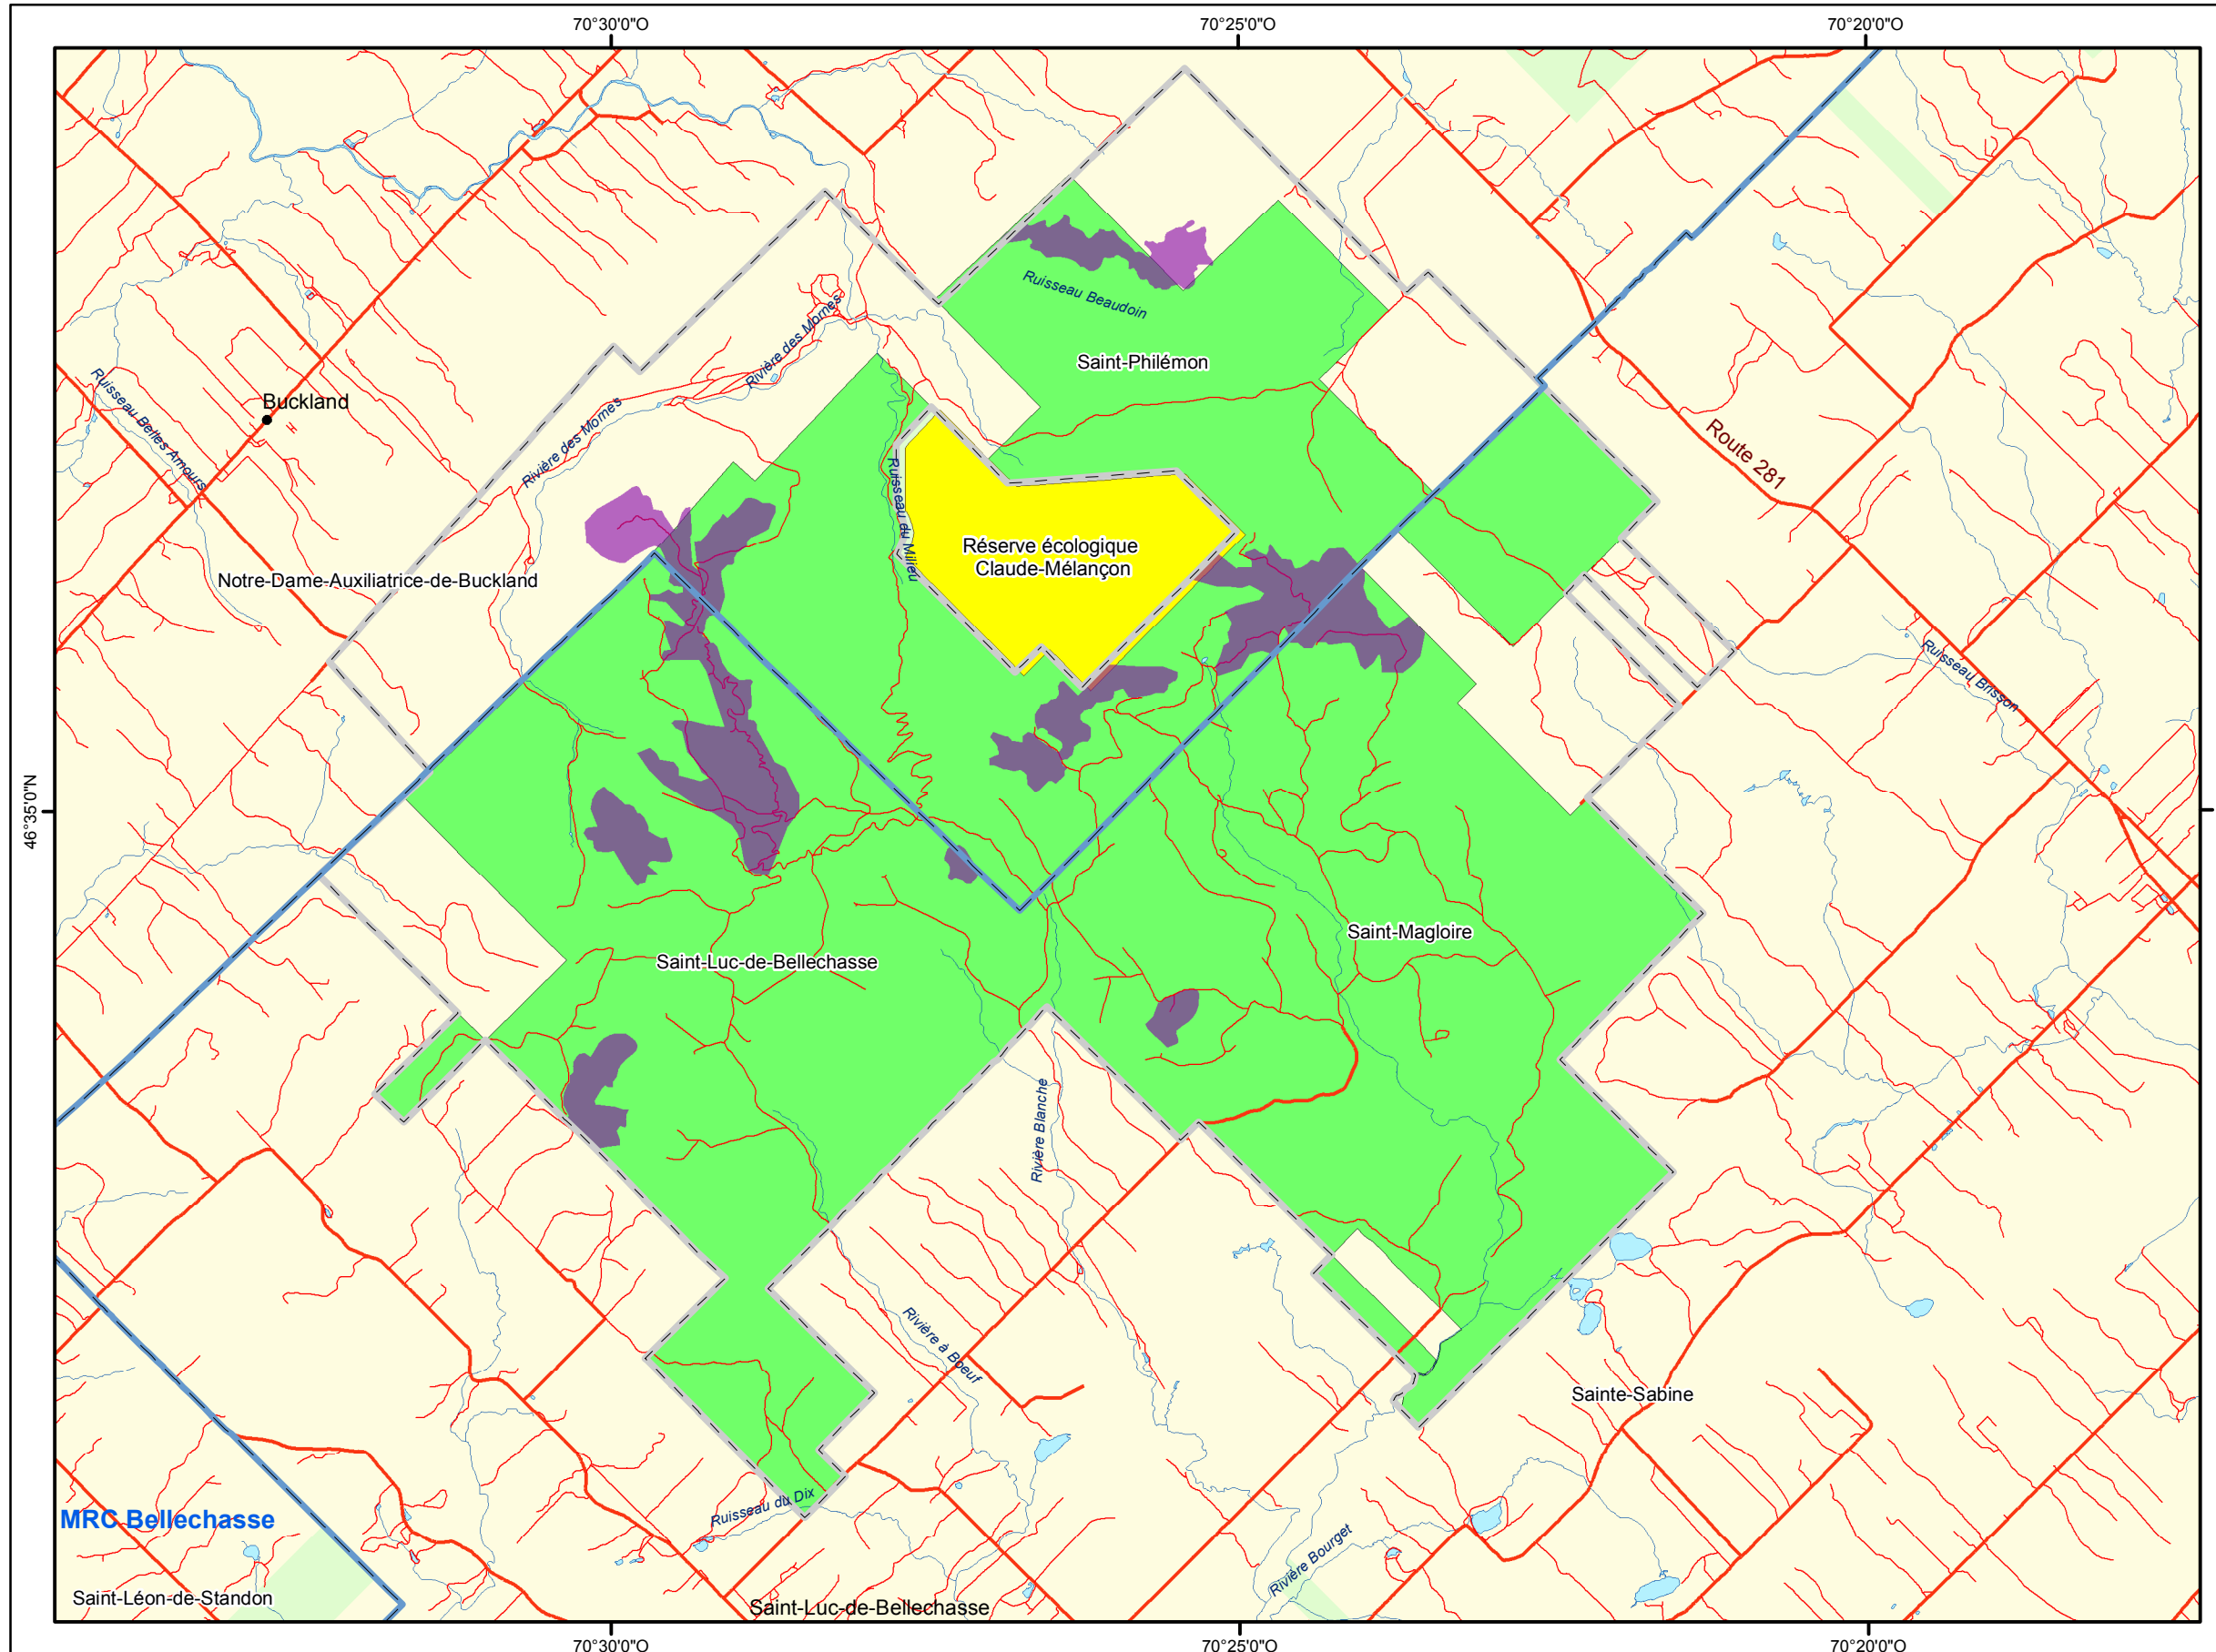 70°30'0"O
70°25'0"O
70°20'0"O
Ruisseau Beaudoin
Saint-Philémon
Rivière des Mornes
Buckland
Ruisseau Belles Amours
Rivière des Mornes
Route 281
Ruisseau du Milieu
Réserve écologique
Claude-Mélançon
Notre-Dame-Auxiliatrice-de-Buckland
Ruisseau Brisson
46°35'0"N
Saint-Magloire
Saint-Luc-de-Bellechasse
Rivière Blanche
Rivière à Boeuf
Sainte-Sabine
Ruisseau du Dix
MRC Bellechasse
Rivière Bourget
Saint-Léon-de-Standon
Saint-Luc-de-Bellechasse
70°30'0"O
70°25'0"O
70°20'0"O